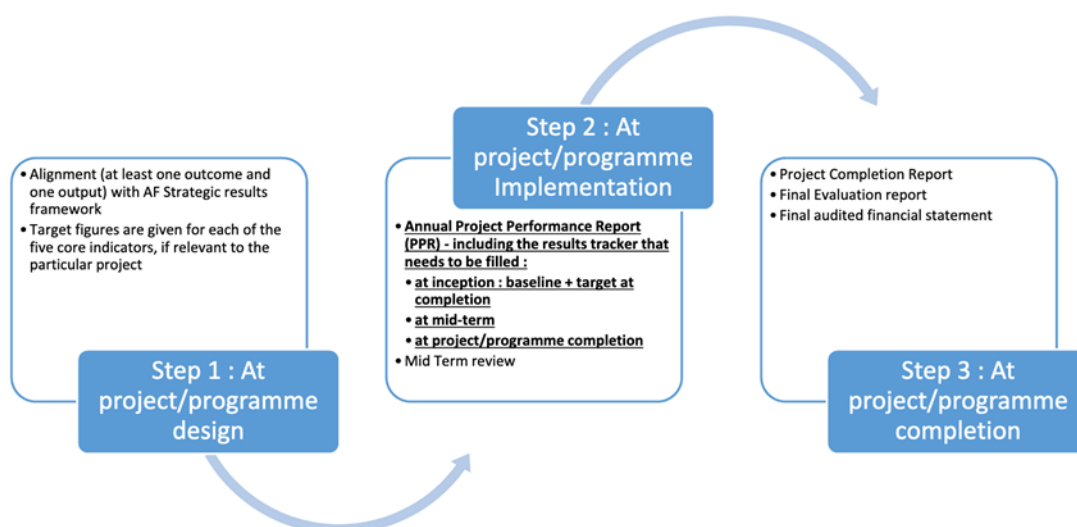 • Alignment (at least one outcome and
one output) with AF Strategic results
framework
• Target figures are given for each of the
five core indicators, if relevant to the
particular project
Step 1 : At
project/programme
design
Step 2 : At
project/programme
Implementation
• Annual Project Performance Report
(PPR) - including the results tracker that
needs to be filled :
• at inception : baseline + target at
completion
• at mid-term
• at project/programme completion
• Mid Term review
• Project Completion Report
• Final Evaluation report
• Final audited financial statement
Step 3 : At
project/programme
completion